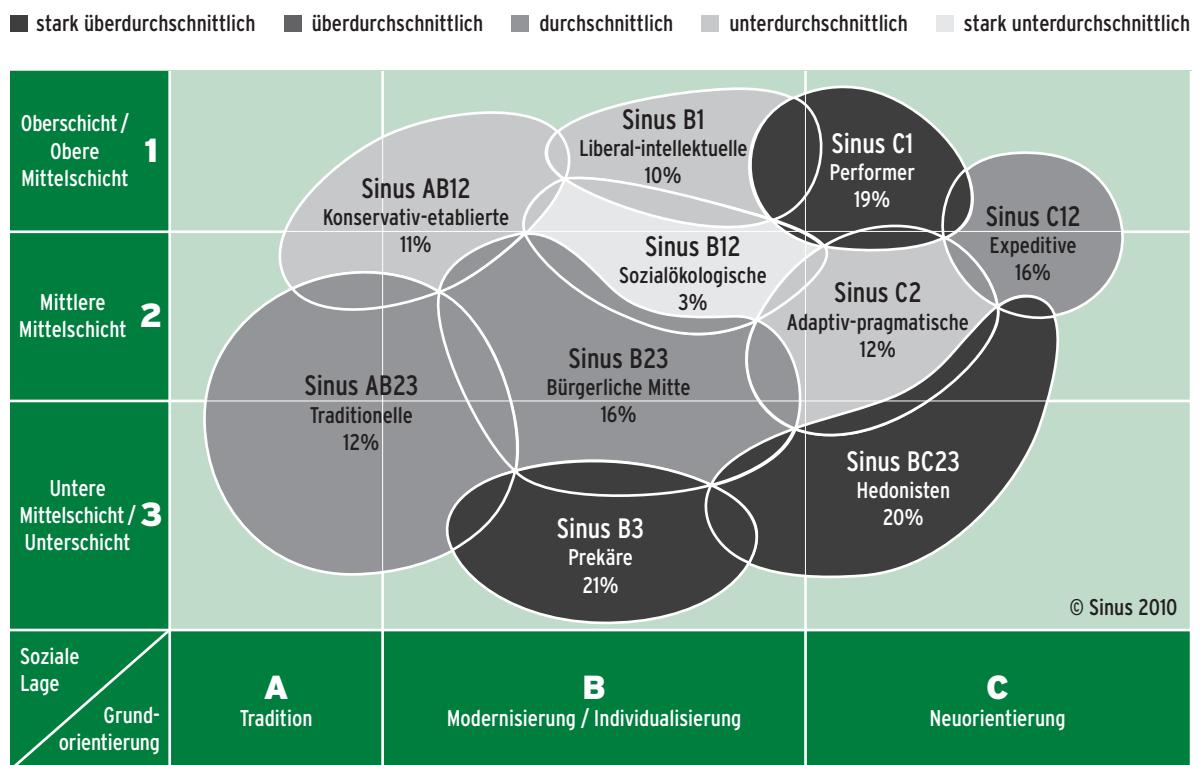 stark überdurchschnittlich überdurchschnittlich durchschnittlich unterdurchschnittlich stark unterdurchschnittlich
Oberschicht /
Obere
Mittelschicht
1
Mittlere
Mittelschicht
2
Untere
Mittelschicht /
Unterschicht
3
Sinus B1
Liberal-intellektuelle
10%
Sinus C1
Performer
19%
Sinus AB12
Konservativ-etablierte
11%
Sinus C12
Expeditive
16%
Sinus B12
Sozialökologische
3%
Sinus C2
Adaptiv-pragmatische
12%
Sinus AB23
Traditionelle
12%
Sinus B23
Bürgerliche Mitte
16%
Sinus BC23
Hedonisten
20%
Sinus B3
Prekäre
21%
© Sinus 2010
Soziale
Lage
Grund-
orientierung
A
Tradition
B
Modernisierung / Individualisierung
C
Neuorientierung